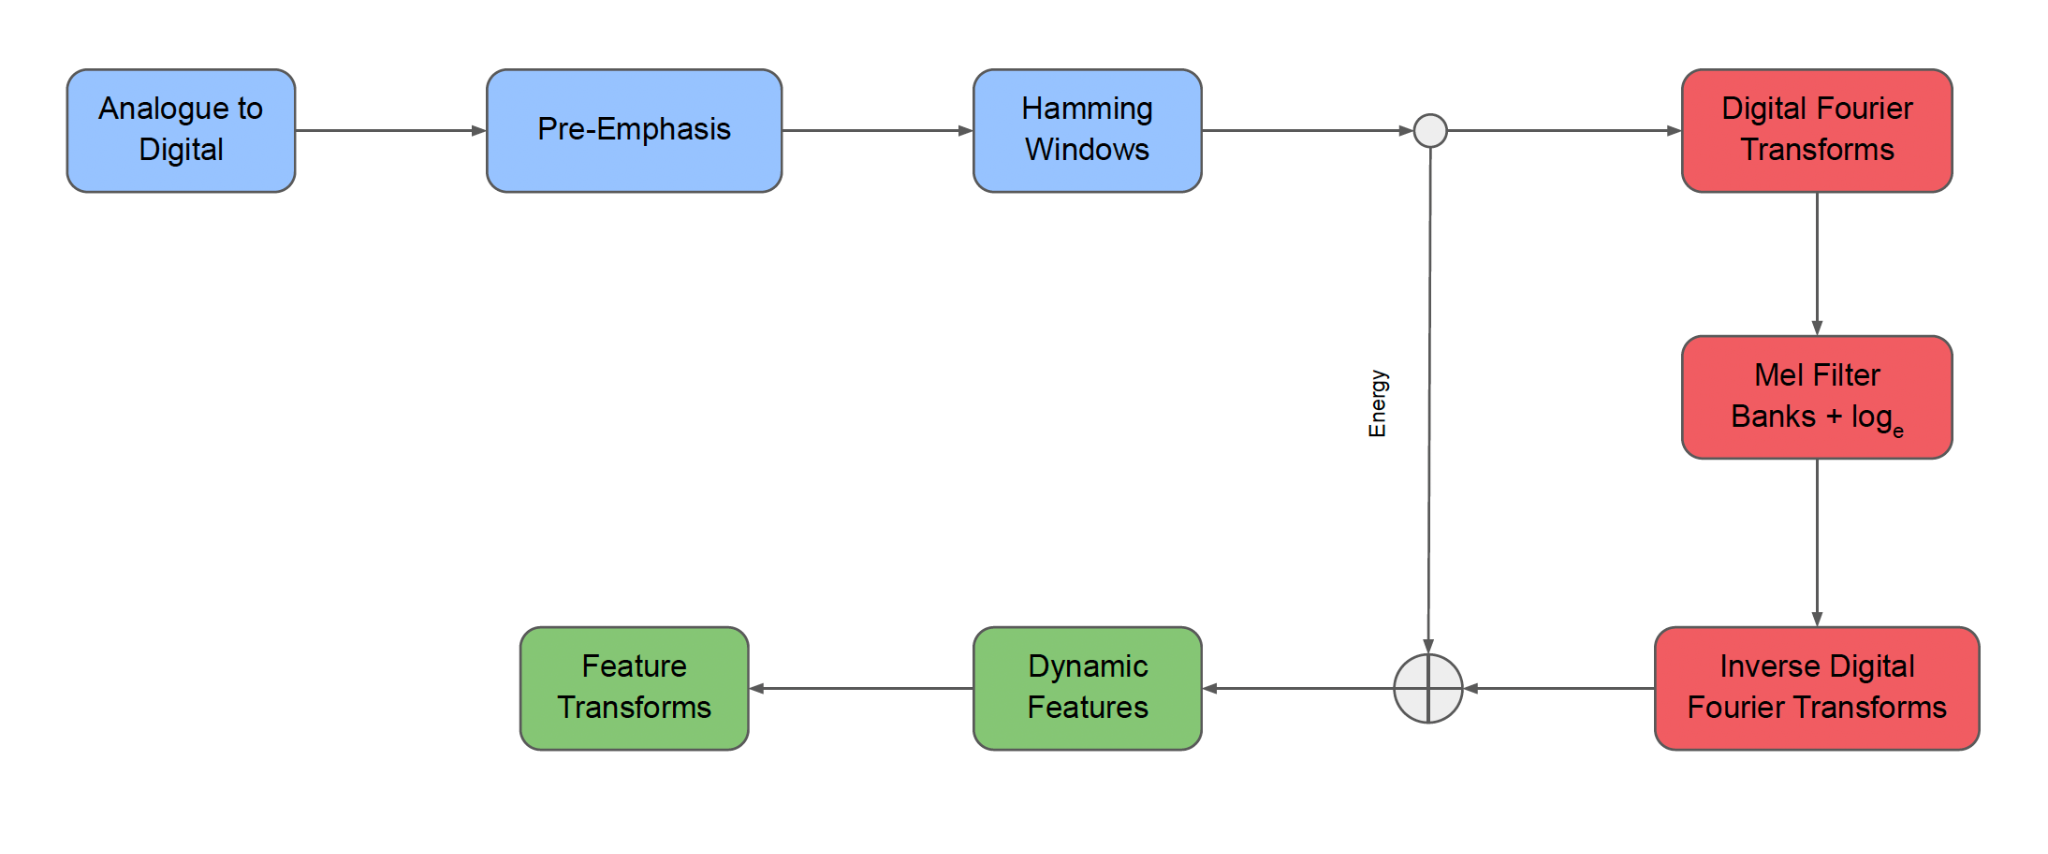 Analogue to
Digital
Pre-Emphasis
Hamming
Windows
Digital Fourier
Transforms
Mel Filter
Banks + logₑ
Energy
Inverse Digital
Fourier Transforms
Dynamic
Features
Feature
Transforms